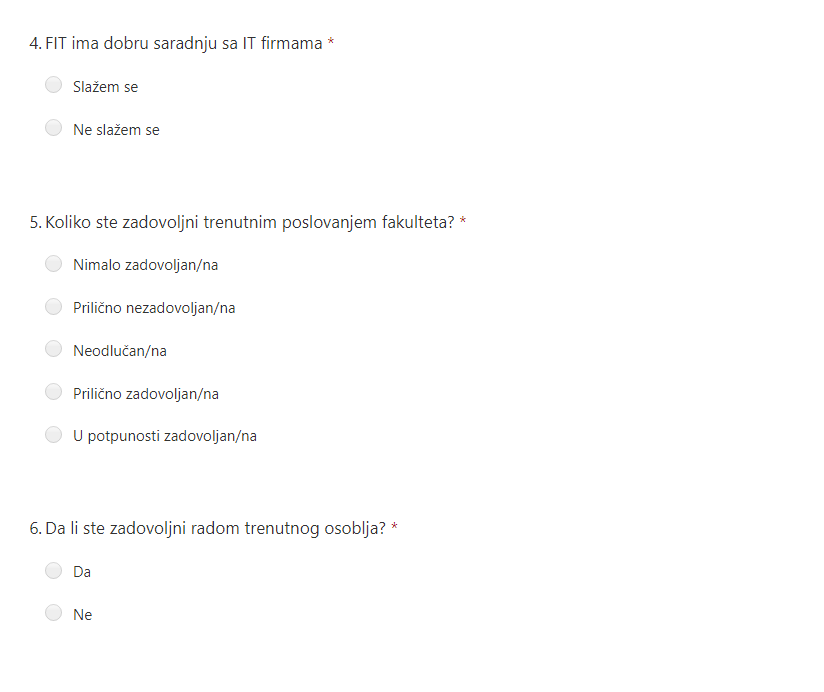 4. FIT ima dobru saradnju sa IT firmama *
Slažem se
Ne slažem se
5. Koliko ste zadovoljni trenutnim poslovanjem fakulteta? *
Nimalo zadovoljan/na
Prilično nezadovoljan/na
Neodlučan/na
Prilično zadovoljan/na
U potpunosti zadovoljan/na
6. Da li ste zadovoljni radom trenutnog osoblja? *
Da
Ne